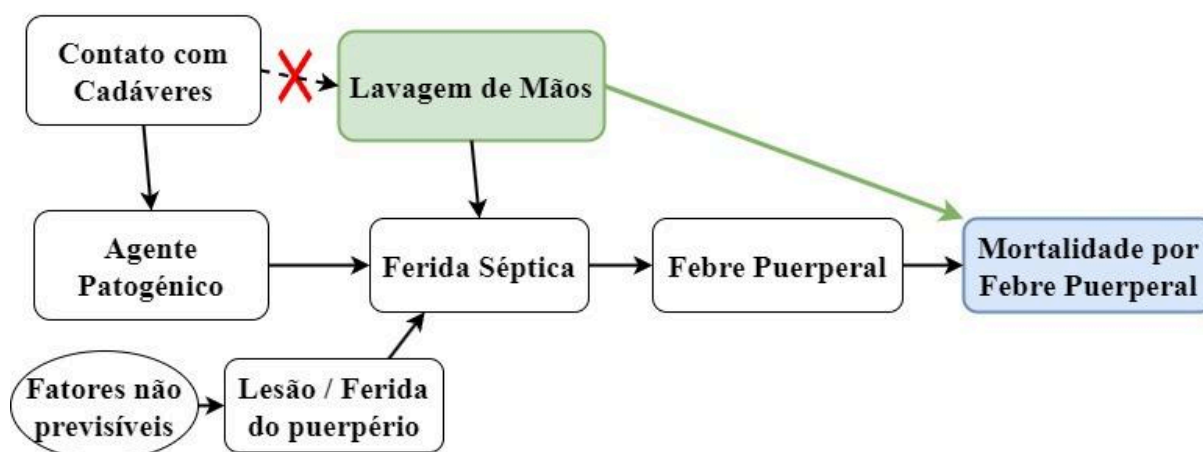 Contato com
Cadáveres
Lavagem de Mãos
Agente
Patogénico
Ferida Séptica
Febre Puerperal
Mortalidade por
Febre Puerperal
Fatores não
previsíveis
Lesão / Ferida
do puerpério